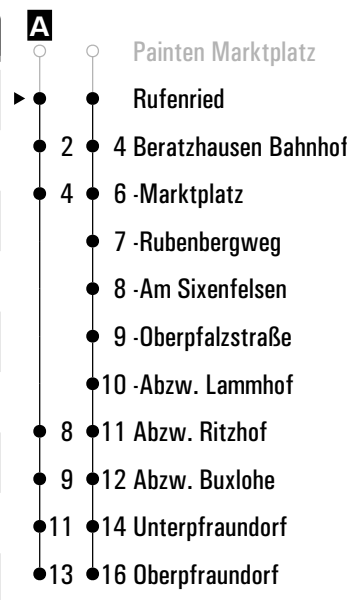 A
Painten Marktplatz
Rufenried
2 4 Beratzhausen Bahnhof
4 6 -Marktplatz
7 -Rubenbergweg
8 -Am Sixenfelsen
9 -Oberpfalzstraße
10 -Abzw. Lammhof
8 11 Abzw. Ritzhof
9 12 Abzw. Buxlohe
11 14 Unterpfraundorf
13 16 Oberpfraundorf